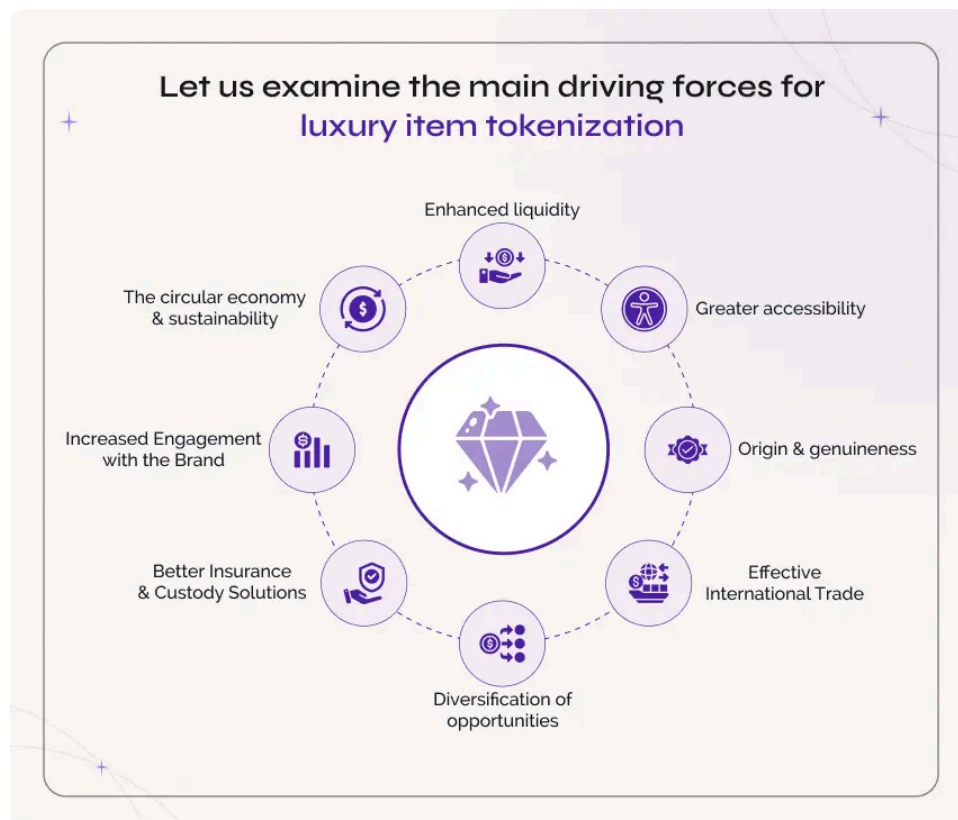 Let us examine the main driving forces for
luxury item tokenization
Enhanced liquidity
Greater accessibility
Origin & genuineness
Effective
International Trade
Diversification of
opportunities
Better Insurance
& Custody Solutions
Increased Engagement
with the Brand
The circular economy
& sustainability